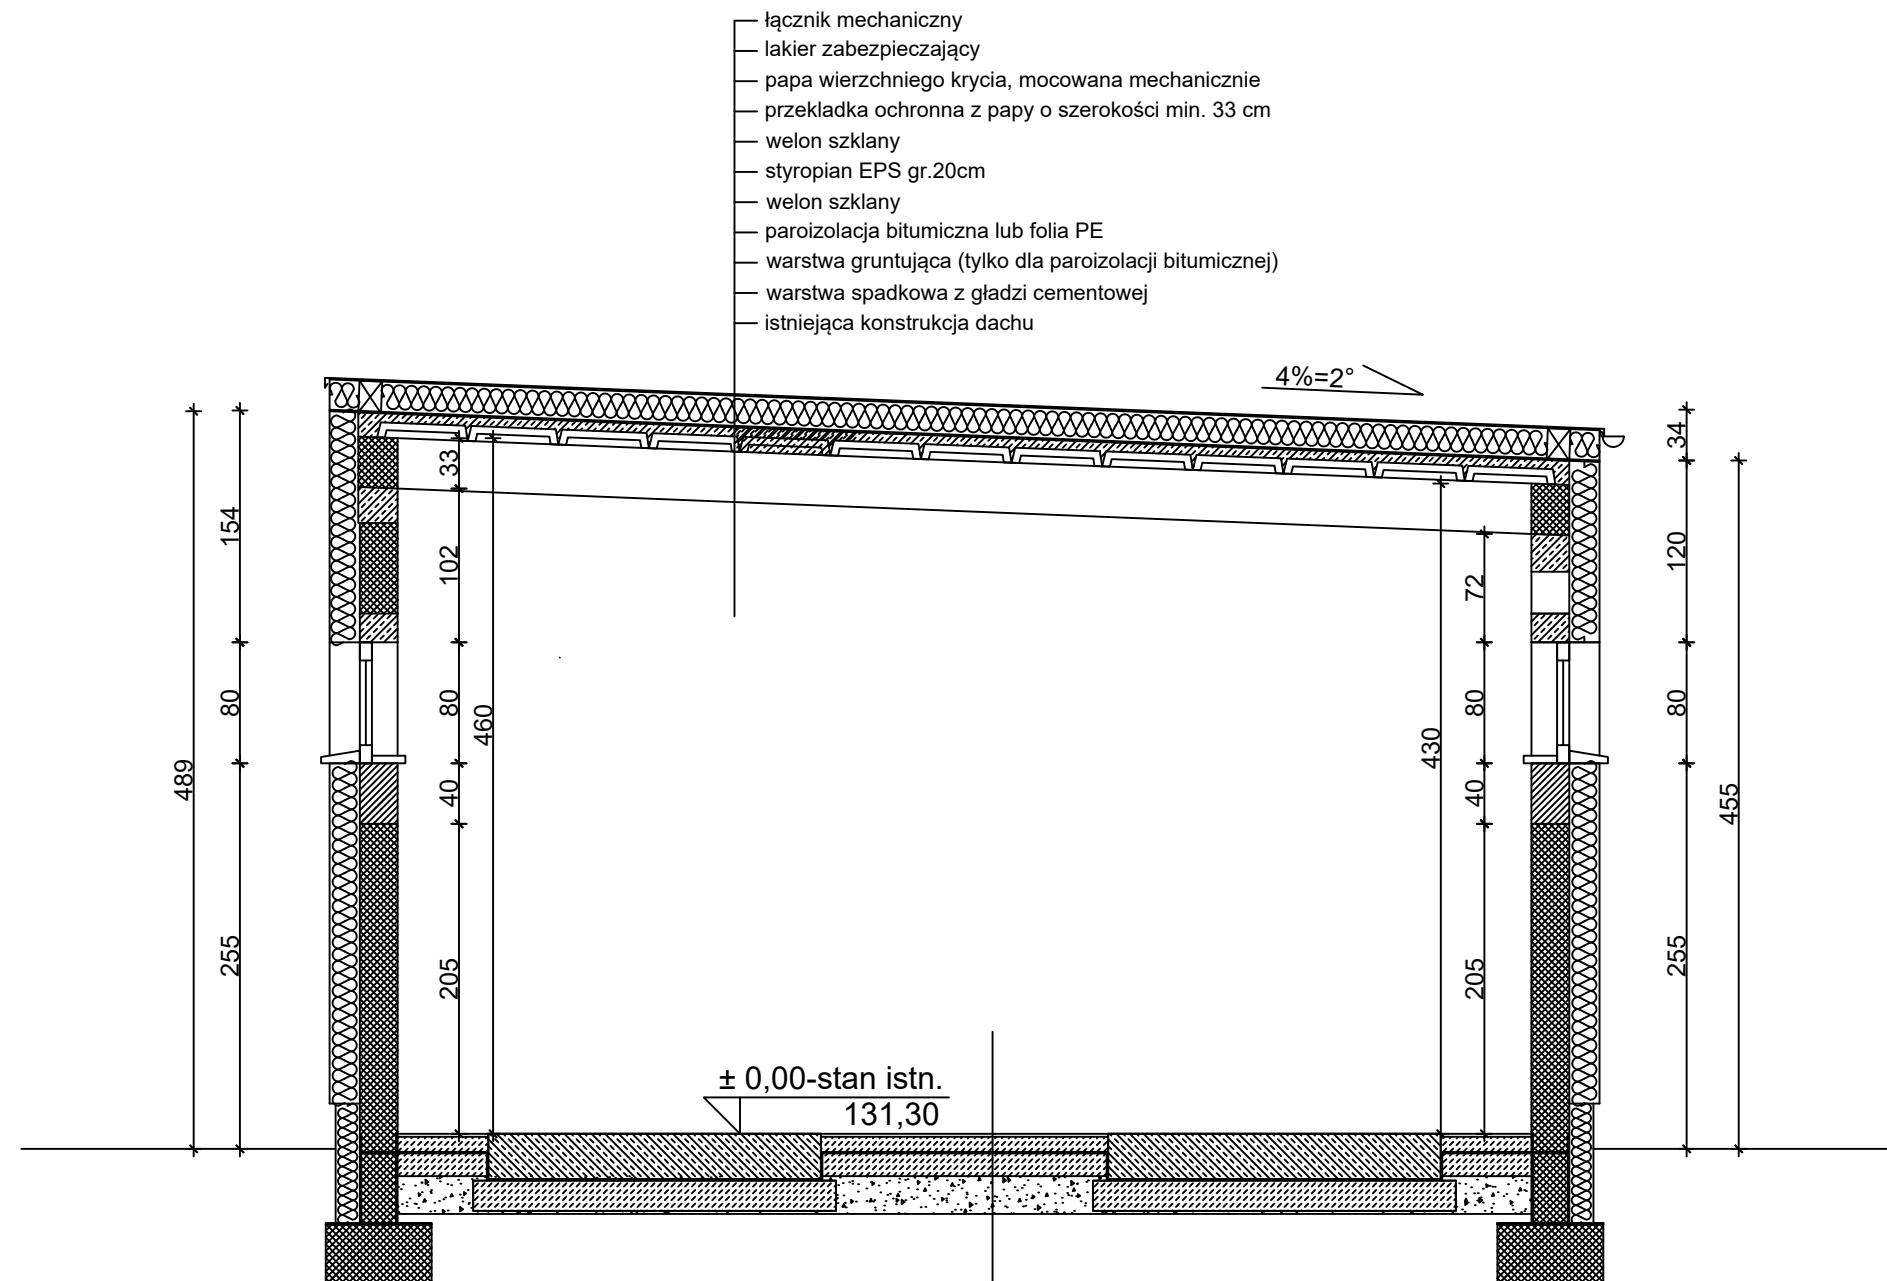 łącznik mechaniczny
lakier zabezpieczający
papa wierzchniego krycia, mocowana mechanicznie
przekladka ochronna z papy o szerokości min. 33 cm
welon szklany
styropian EPS gr.20cm
welon szklany
paroizolacja bitumiczna lub folia PE
warstwa gruntująca (tylko dla paroizolacji bitumicznej)
warstwa spadkowa z gładzi cementowej
istniejąca konstrukcja dachu
4%=2°
489
154
80
255
33
102
80
40
205
460
430
72
80
40
205
34
120
80
255
455
± 0,00-stan istn.
131,30